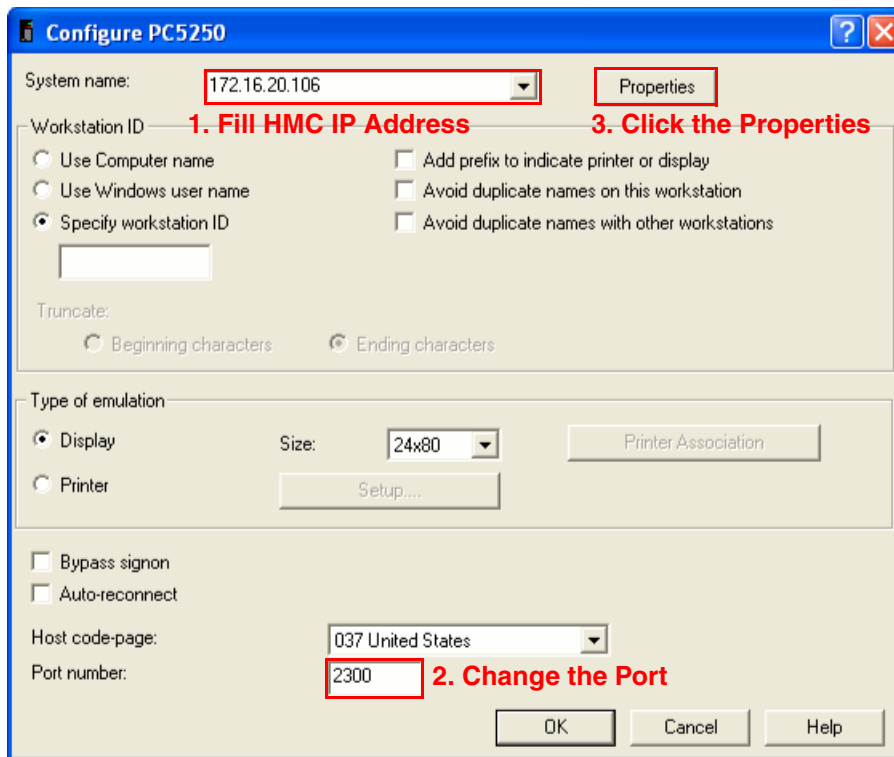 Configure PC5250
System name: 172.16.20.106 Properties
1. Fill HMC IP Address 3. Click the Properties
Workstation ID
Use Computer name Add prefix to indicate printer or display
Use Windows user name Avoid duplicate names on this workstation
Specify workstation ID Avoid duplicate names with other workstations
Truncate:
Beginning characters Ending characters
Type of emulation
Display Size: 24x80 Printer Association
Printer Setup....
Bypass signon
Auto-reconnect
Host code-page: 037 United States
Port number: 2300 2. Change the Port
OK Cancel Help